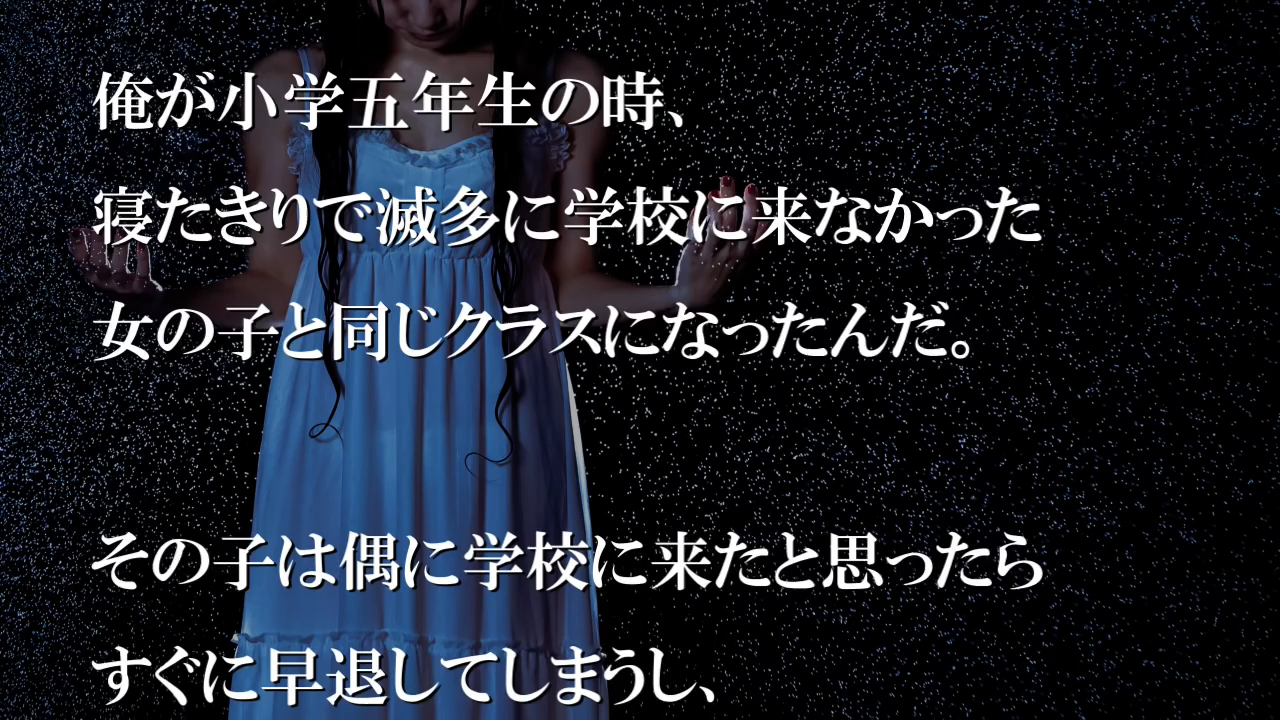 俺が小学五年生の時、
寝たきりで滅多に学校に来なかった
女の子と同じクラスになったんだ。
その子は偶に学校に来たと思ったら
すぐに早退してしまうし、